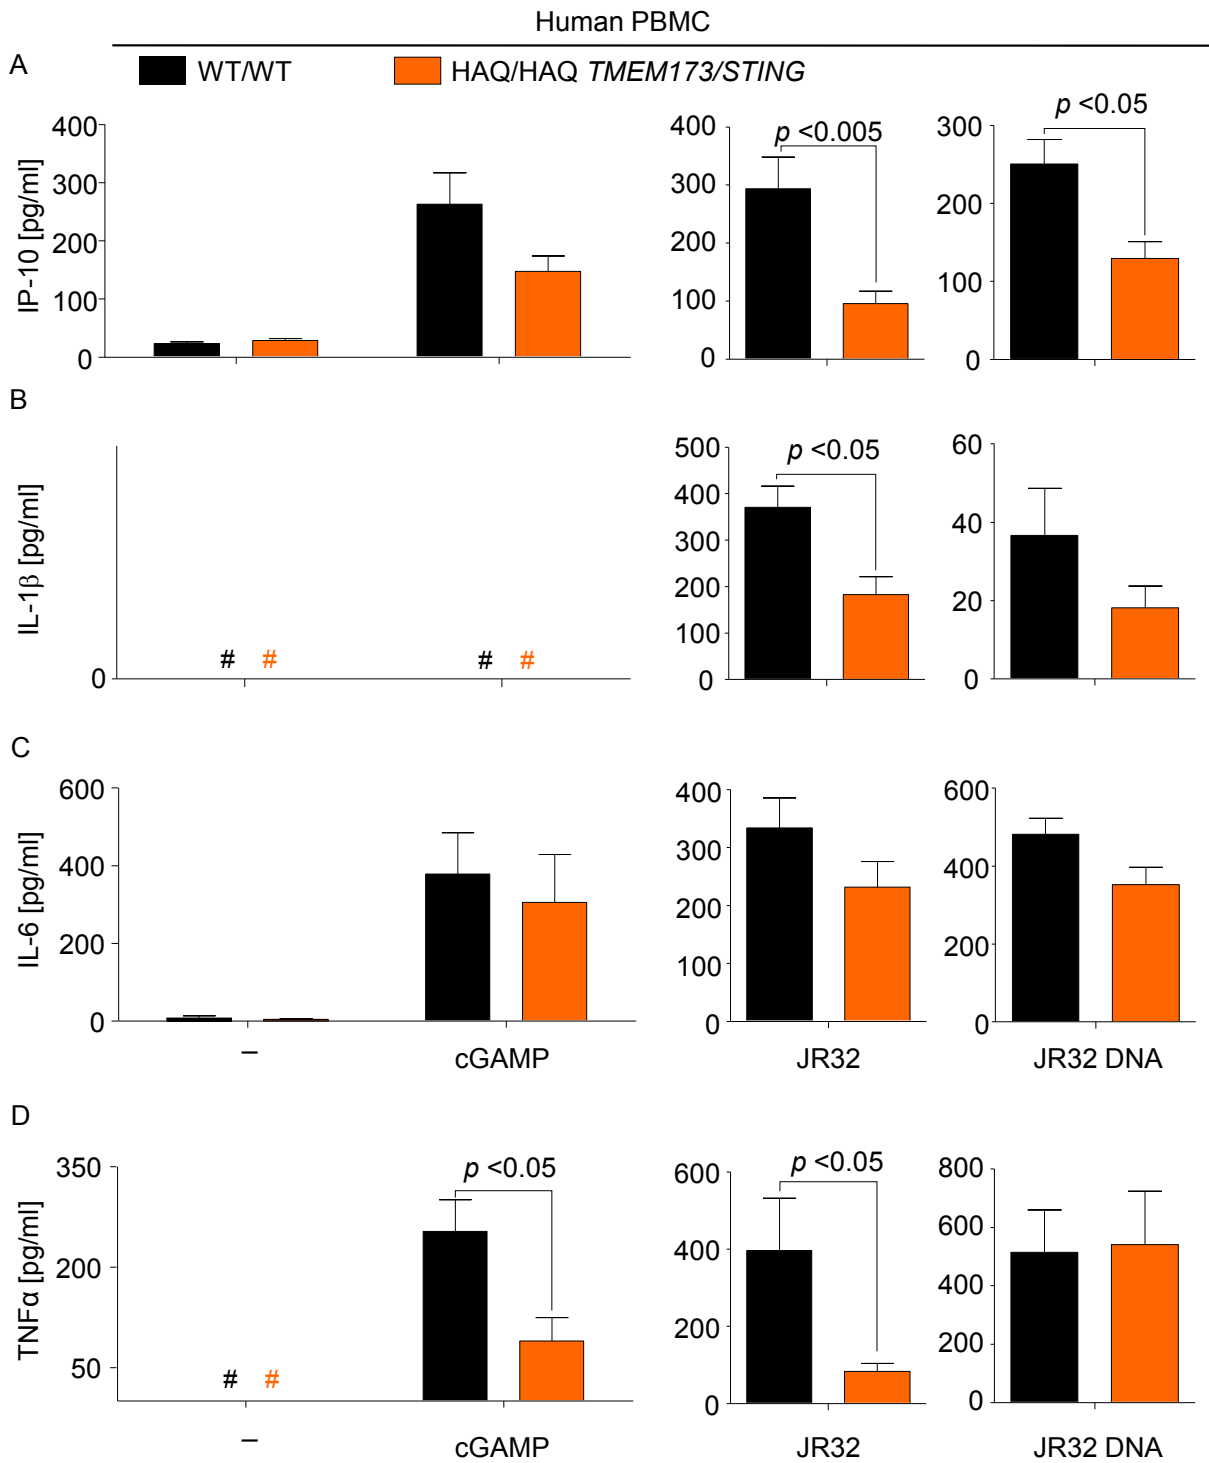 Human PBMC
A
WT/WT HAQ/HAQ TMEM173/STING
IP-10 [pg/ml]
400
300
200
100
0
p <0.005
400
300
200
100
0
p <0.05
300
200
100
0
B
IL-1β [pg/ml]
0
# # # #
p <0.05
500
400
300
200
100
0
60
40
20
0
C
IL-6 [pg/ml]
600
400
200
0
– cGAMP
400
300
200
100
0
JR32
600
400
200
0
JR32 DNA
D
TNFα [pg/ml]
350
200
50
# #
p <0.05
– cGAMP
p <0.05
600
400
200
0
JR32
800
600
400
200
0
JR32 DNA